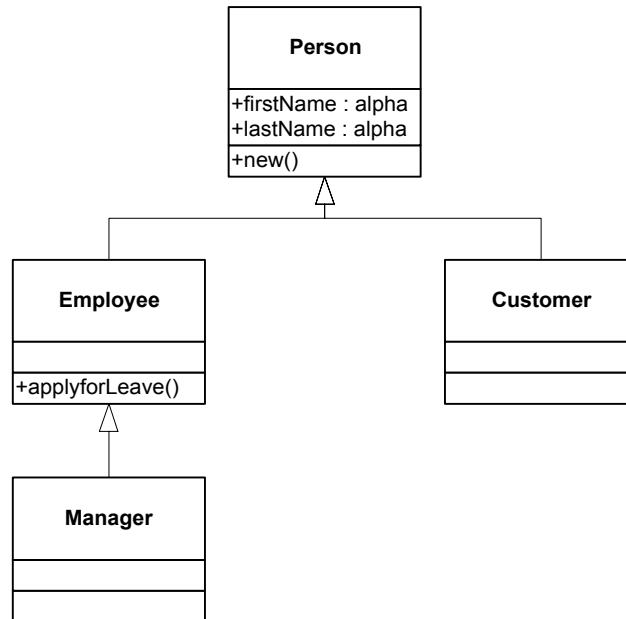 Person
+firstName : alpha
+lastName : alpha
+new()
Employee
+applyforLeave()
Customer
Manager